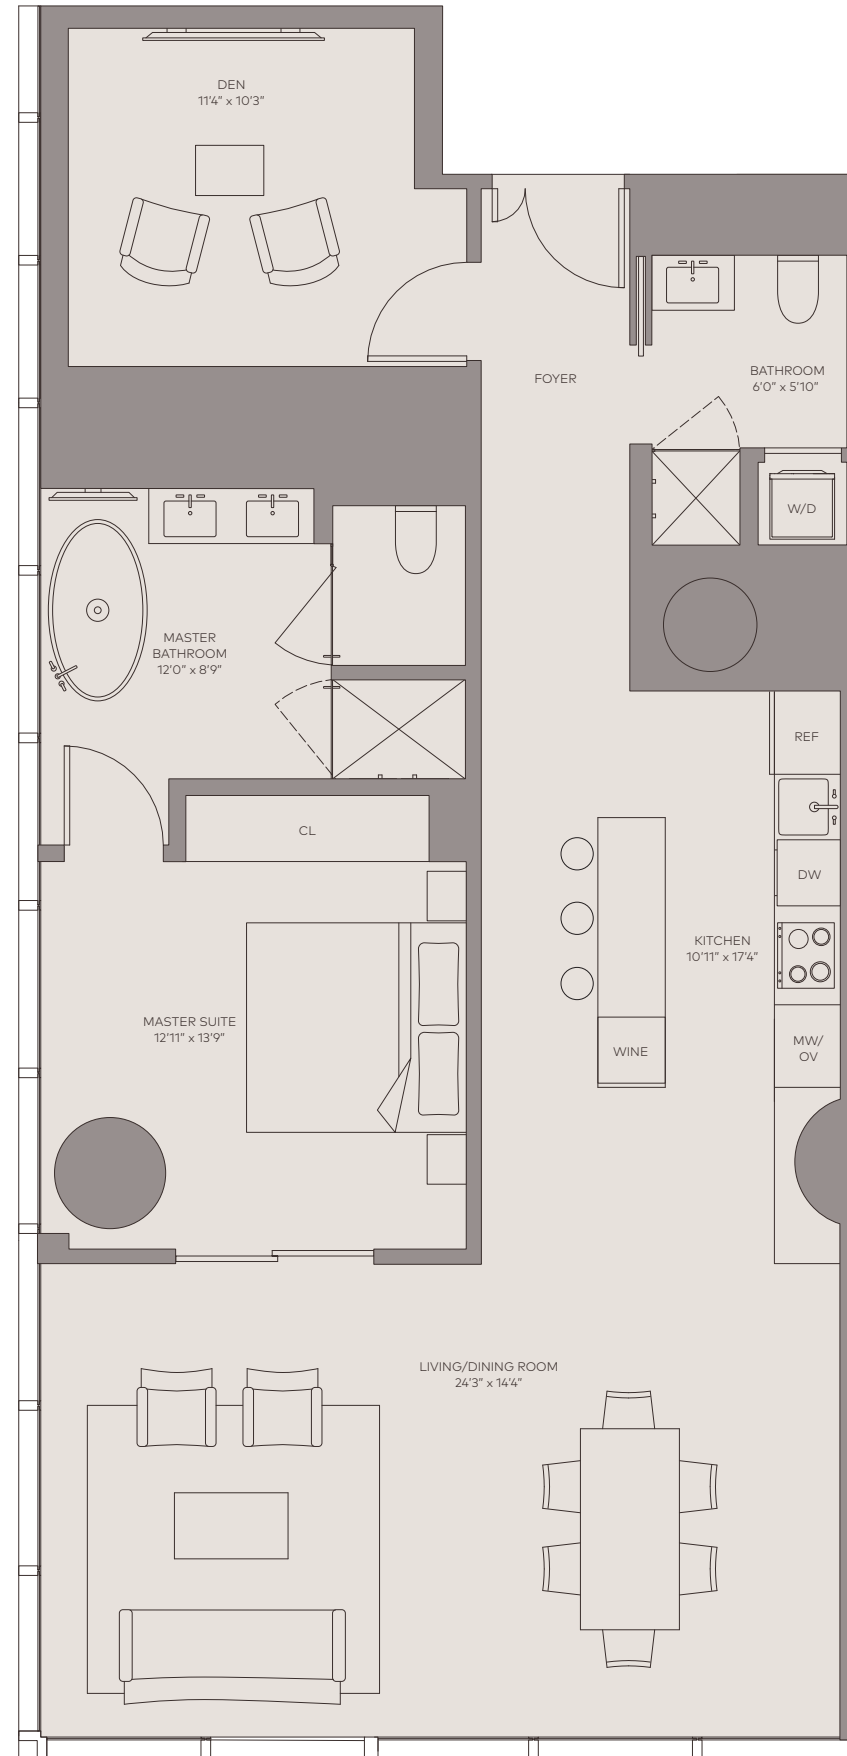 DEN
11'4" x 10'3"
FOYER
BATHROOM
6'0" x 5'10"
W/D
MASTER
BATHROOM
12'0" x 8'9"
REF
CL
DW
KITCHEN
10'11" x 17'4"
MASTER SUITE
12'11" x 13'9"
WINE
MW/
OV
LIVING/DINING ROOM
24'3" x 14'4"